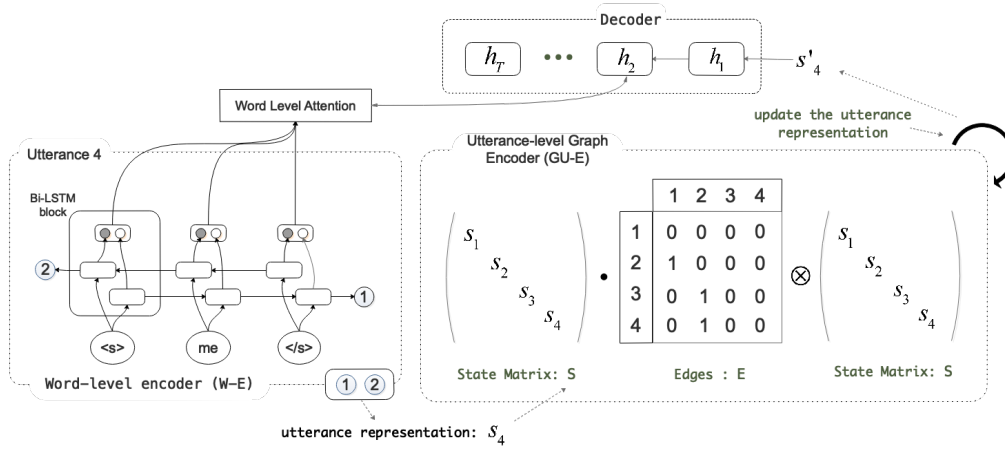 Decoder
h_T ••• h_2 h_1 s'_4
Word Level Attention
update the utterance
representation
Utterance 4
Utterance-level Graph
Encoder (GU-E)
Bi-LSTM
block
2
1
<s> me </s>
Word-level encoder (W-E)
1 2
utterance representation: s_4
s_1
s_2
s_3
s_4
•
1 2 3 4
1 0 0 0 0
2 1 0 0 0
3 0 1 0 0
4 0 1 0 0
⊗
s_1
s_2
s_3
s_4
State Matrix: S
Edges : E
State Matrix: S